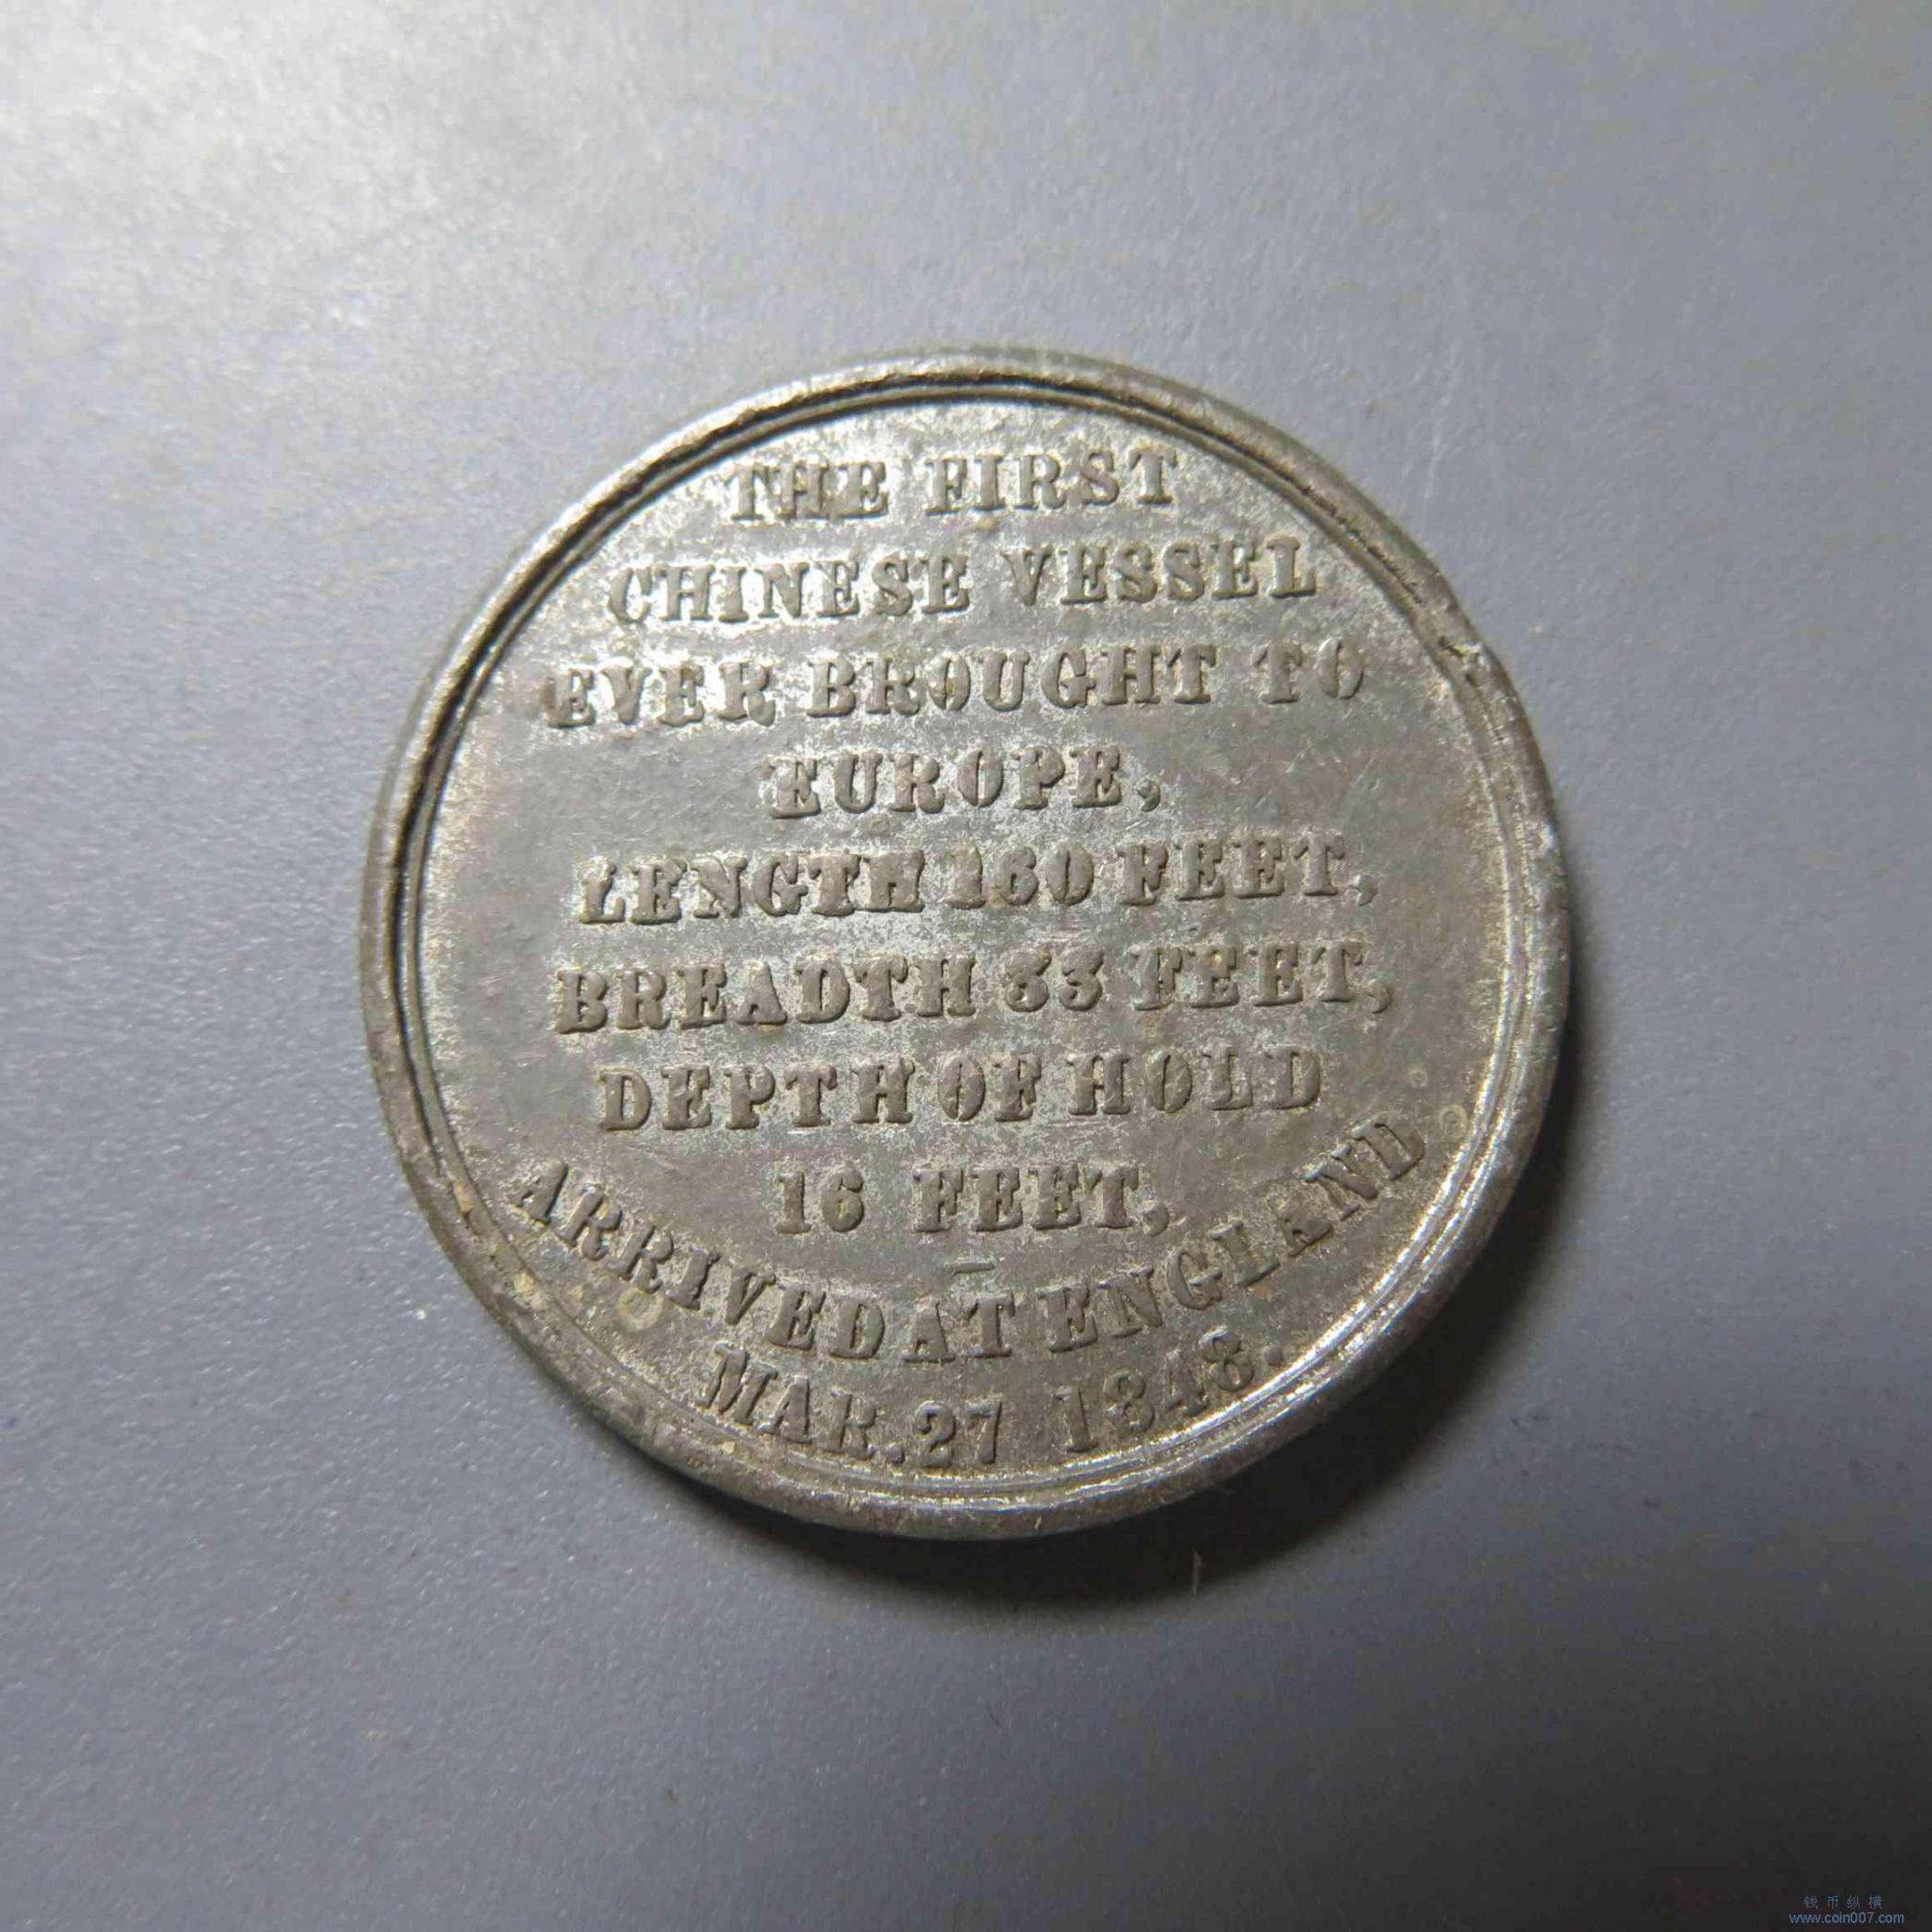 THE FIRST
CHINESE VESSEL
EVER BROUGHT TO
EUROPE,
LENGTH 160 FEET,
BREADTH 33 FEET,
DEPTH OF HOLD
16 FEET,
ARRIVED AT ENGLAND
MAR. 27 1848.
钱币纵横
www.coin007.com